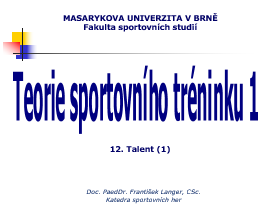 MASARYKOVA UNIVERZITA V BRNĚ
Fakulta sportovních studií
Teorie sportovního tréninku 1
12. Talent (1)
Doc. PaedDr. František Langer, CSc.
Katedra sportovních her